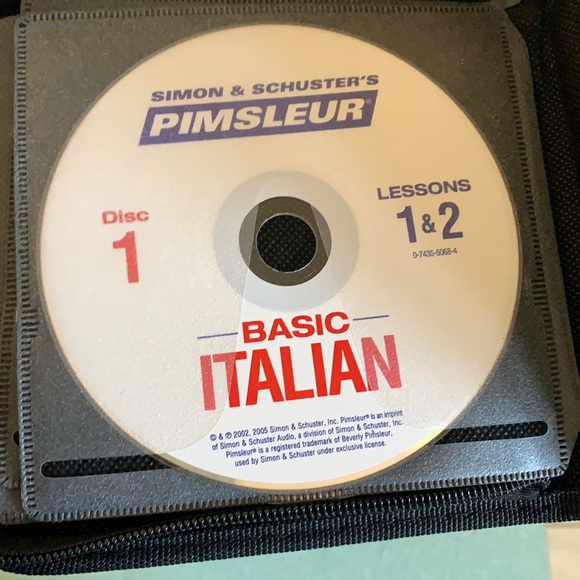 SIMON & SCHUSTER'S
PIMSLEUR®
Disc
1
LESSONS
1&2
0-7435-5068-4
BASIC
ITALIAN
© & ℗ 2002, 2005 Simon & Schuster, Inc. Pimsleur® is an imprint
of Simon & Schuster Audio, a division of Simon & Schuster, Inc.
Pimsleur® is a registered trademark of Beverly Pimsleur,
used by Simon & Schuster under exclusive license.